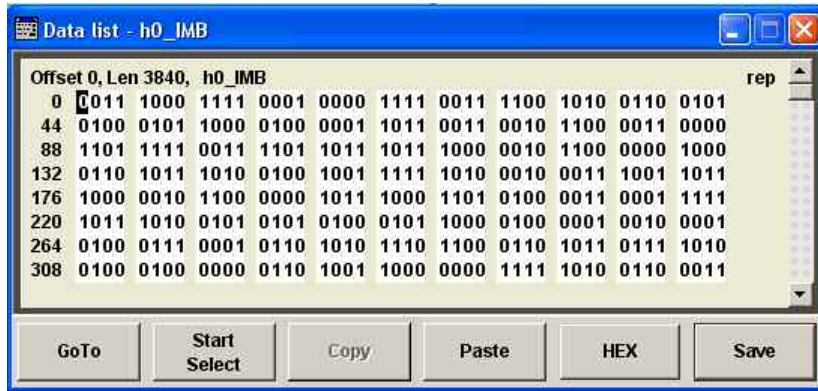 Data list - h0_IMB
Offset 0, Len 3840, h0_IMB rep
0 0011 1000 1111 0001 0000 1111 0011 1100 1010 0110 0101
44 0100 0101 1000 0100 0001 1011 0011 0010 1100 0011 0000
88 1101 1111 0011 1101 1011 1011 1000 0010 1100 0000 1000
132 0110 1011 1010 0100 1001 1111 1010 0010 0011 1001 1011
176 1000 0010 1100 0000 1011 1000 1101 0100 0011 0001 1111
220 1011 1010 0101 0101 0100 0101 1000 0100 0001 0010 0001
264 0100 0111 0001 0110 1010 1110 1100 0110 1011 0111 1010
308 0100 0100 0000 0110 1001 1000 0000 1111 1010 0110 0011
GoTo Start Select Copy Paste HEX Save